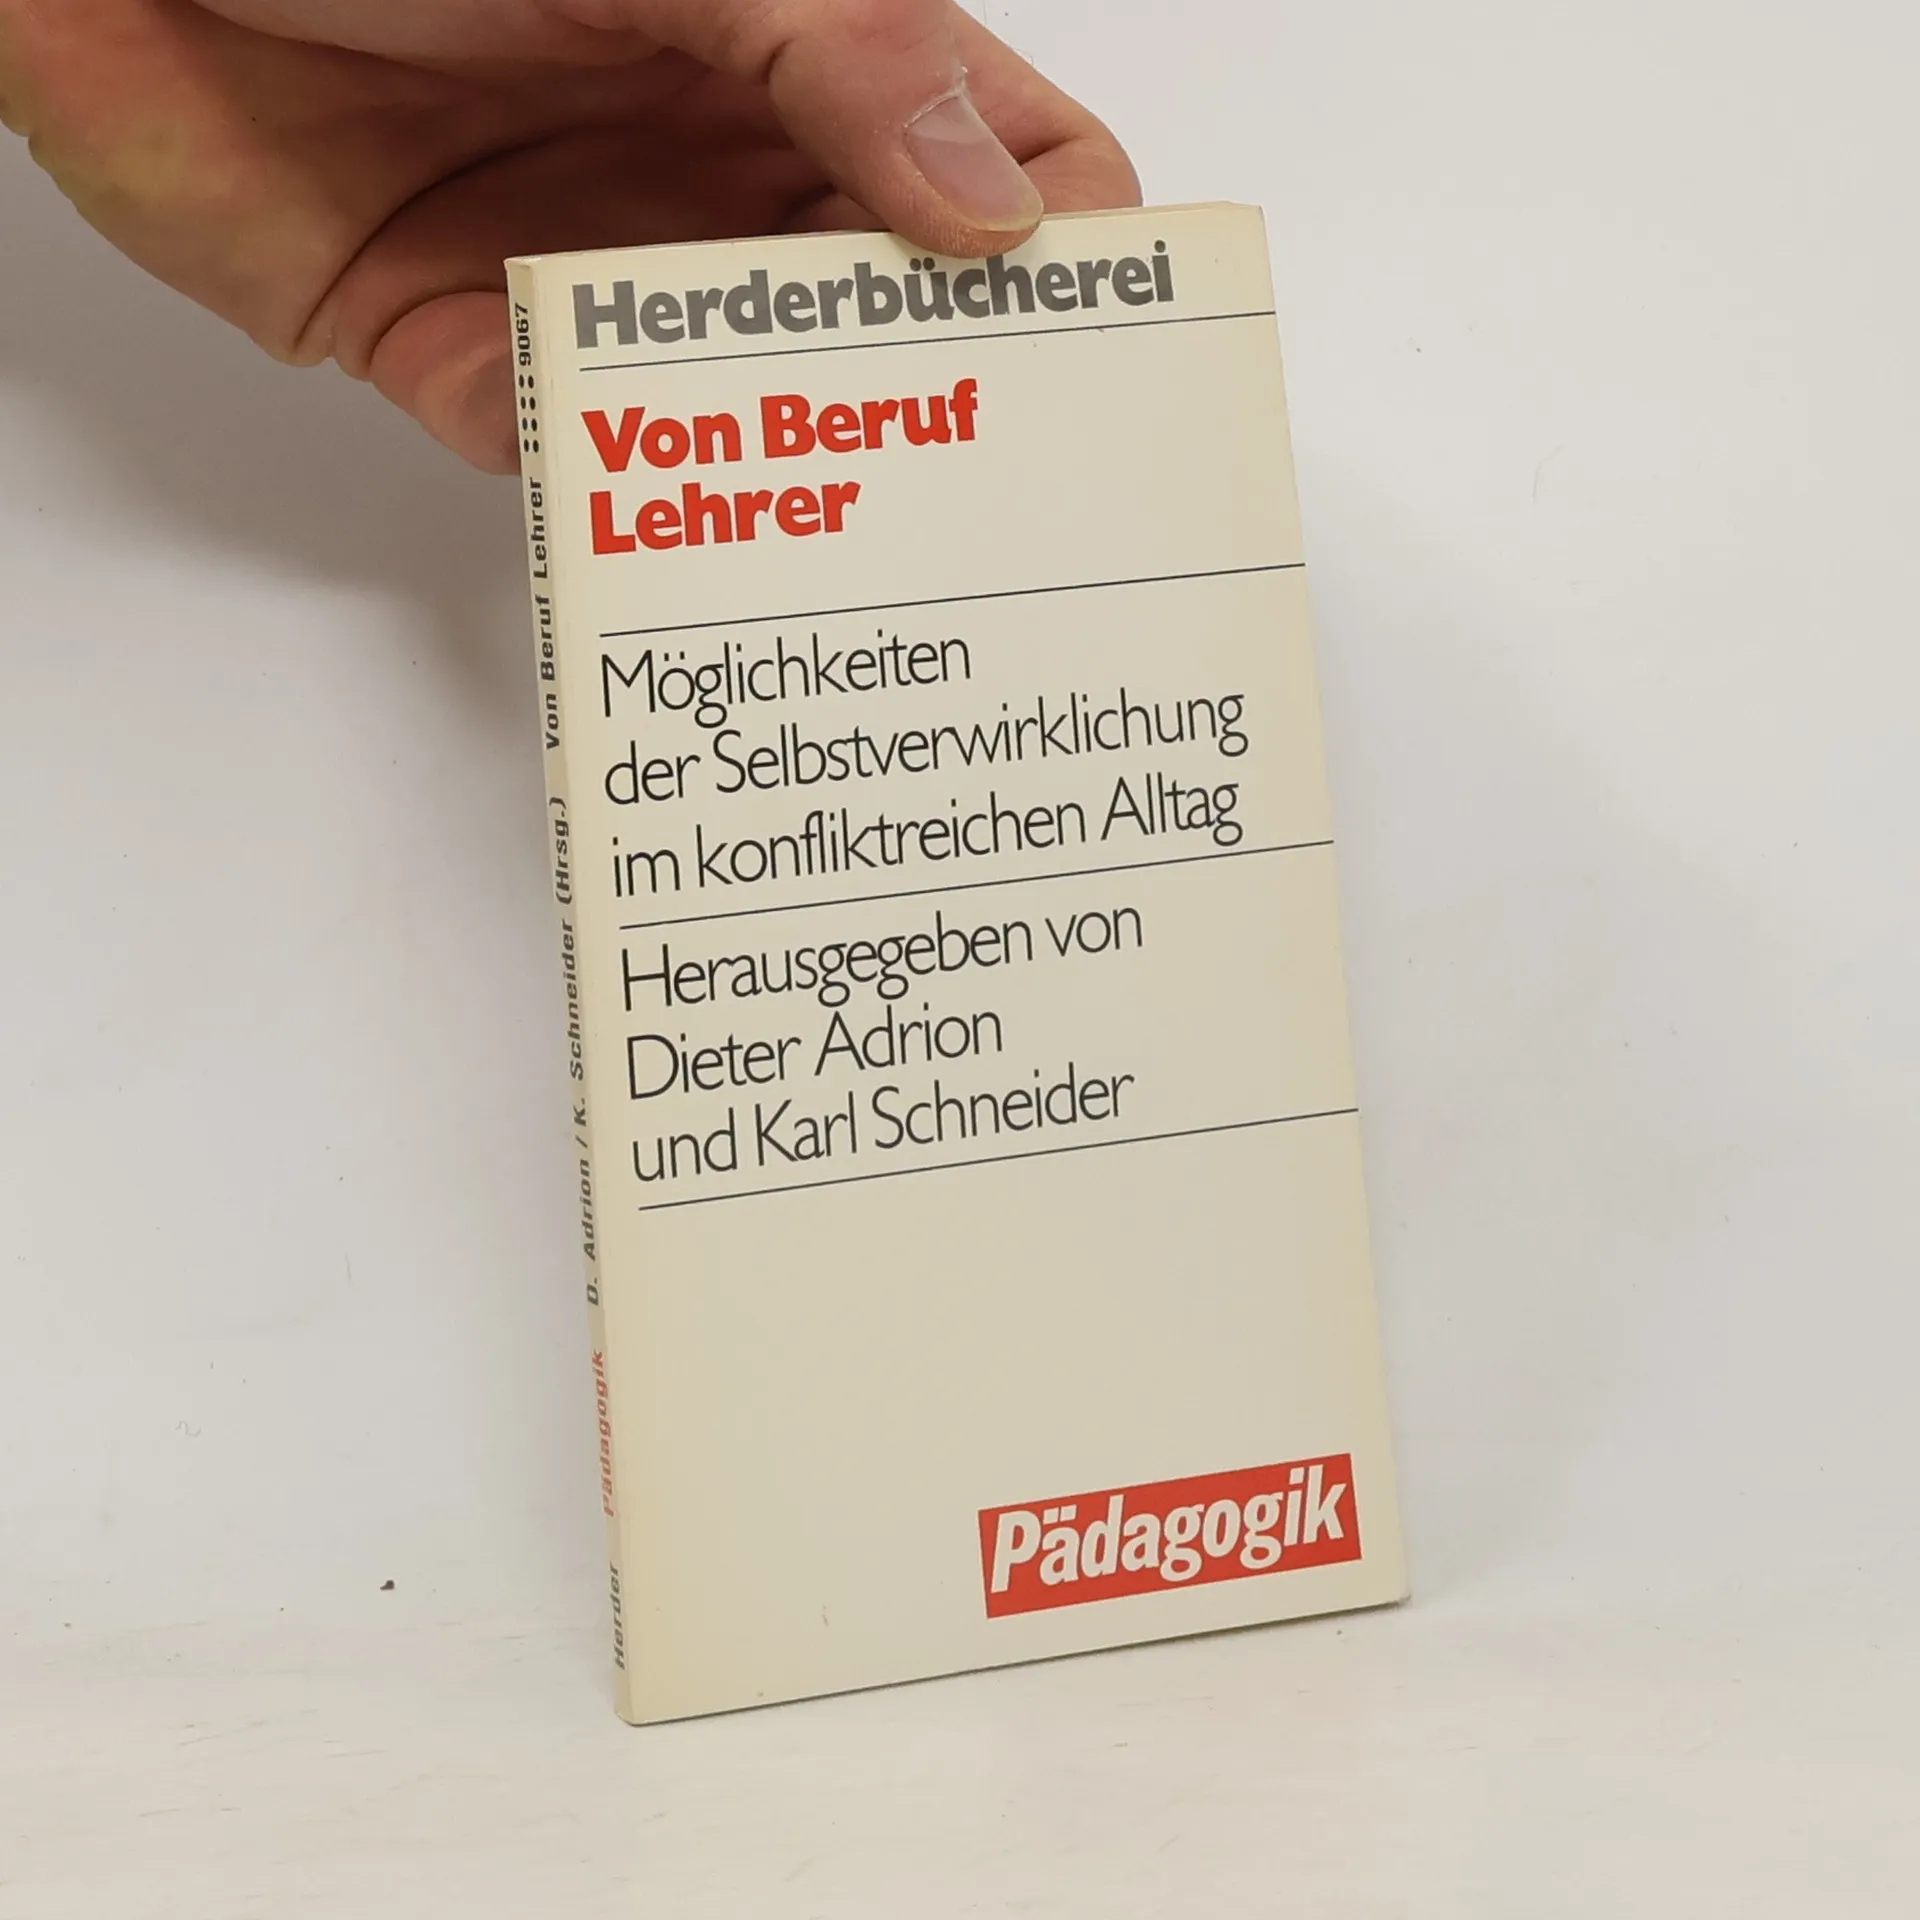 Herderbücherei
Von Beruf
Lehrer
Möglichkeiten
der Selbstverwirklichung
im konfliktreichen Alltag
Herausgegeben von
Dieter Adrion
und Karl Schneider
Pädagogik
Herder Pädagogik D. Adrion / K. Schneider (Hrsg.) Von Beruf Lehrer 9067